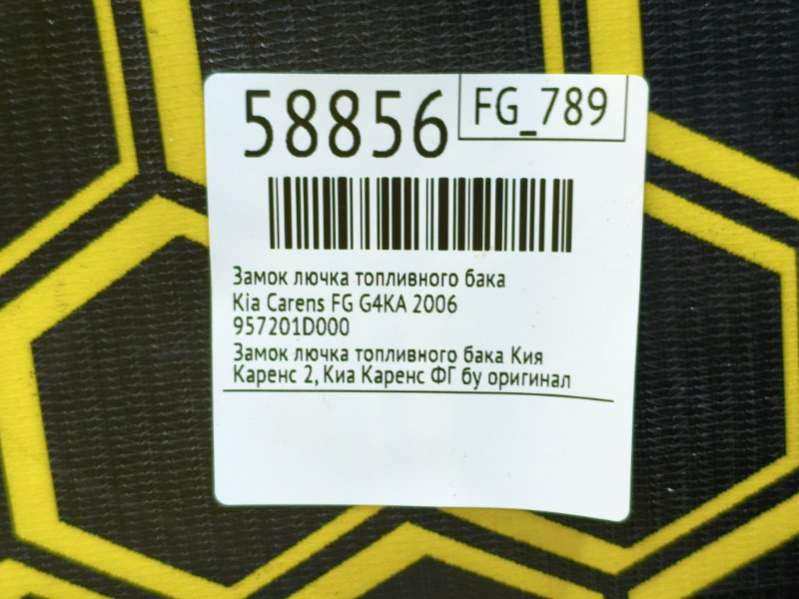 58856
FG_789
Замок лючка топливного бака
Kia Carens FG G4KA 2006
957201D000
Замок лючка топливного бака Кия
Каренс 2, Киа Каренс ФГ бу оригинал